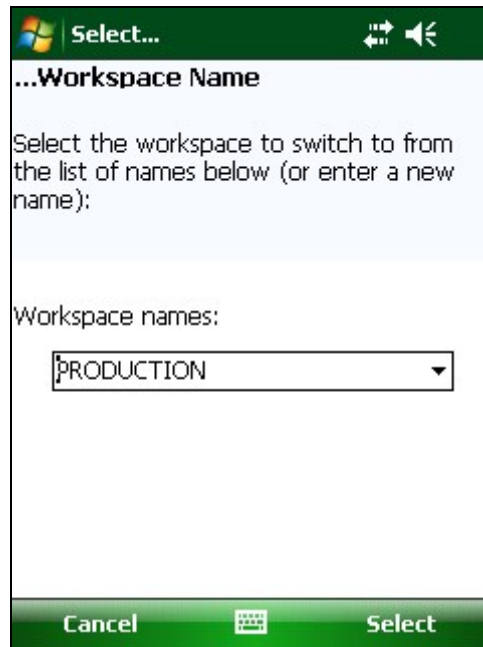 Select...
...Workspace Name
Select the workspace to switch to from
the list of names below (or enter a new
name):
Workspace names:
PRODUCTION
Cancel
Select